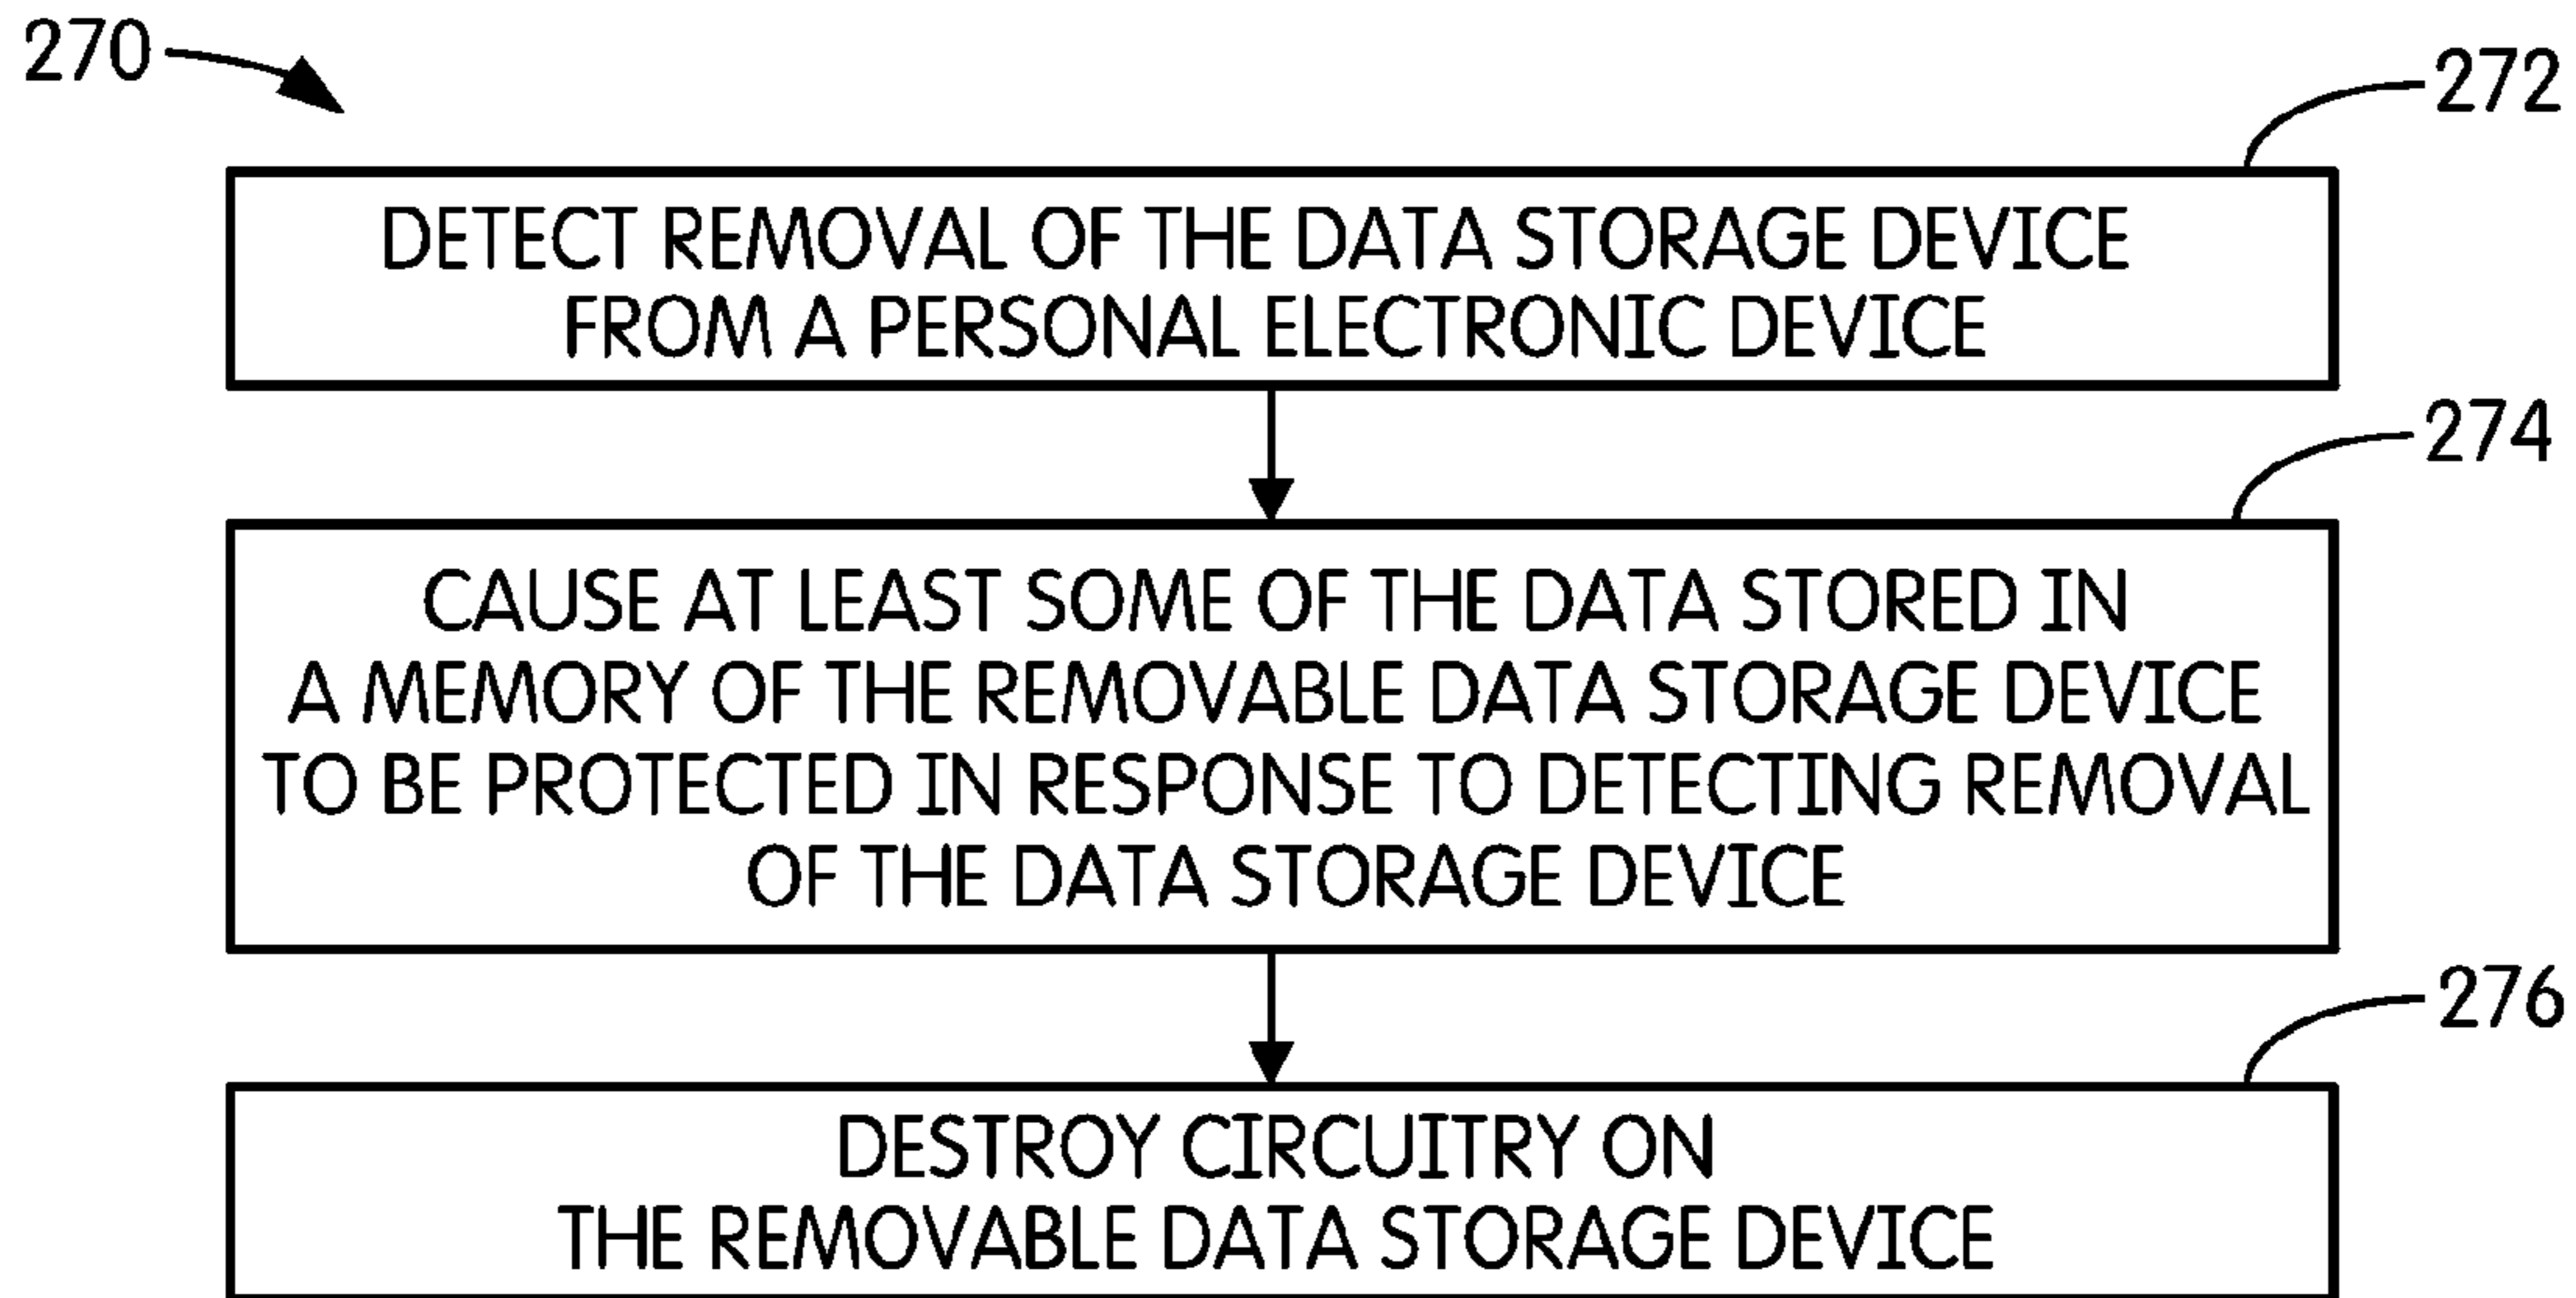 270
272
DETECT REMOVAL OF THE DATA STORAGE DEVICE
FROM A PERSONAL ELECTRONIC DEVICE
274
CAUSE AT LEAST SOME OF THE DATA STORED IN
A MEMORY OF THE REMOVABLE DATA STORAGE DEVICE
TO BE PROTECTED IN RESPONSE TO DETECTING REMOVAL
OF THE DATA STORAGE DEVICE
276
DESTROY CIRCUITRY ON
THE REMOVABLE DATA STORAGE DEVICE